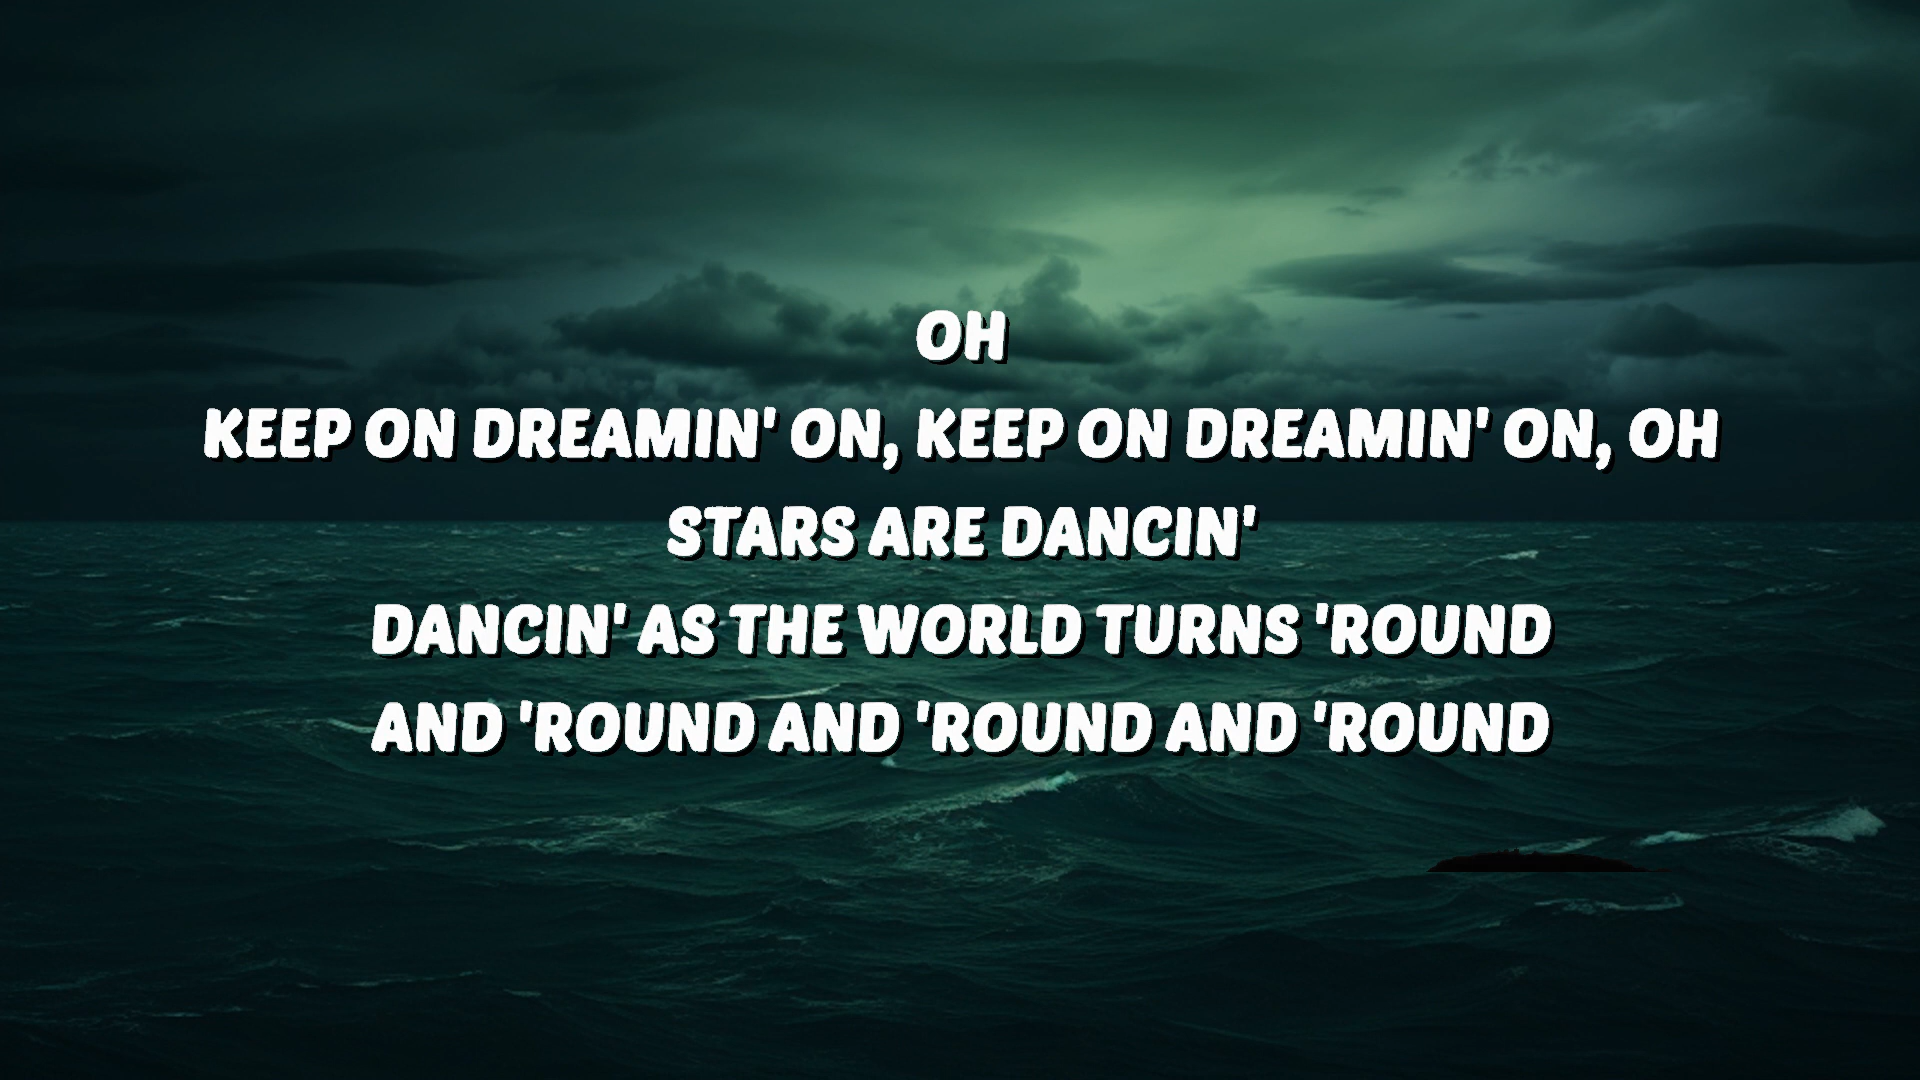 OH
KEEP ON DREAMIN' ON, KEEP ON DREAMIN' ON, OH
STARS ARE DANCIN'
DANCIN' AS THE WORLD TURNS 'ROUND
AND 'ROUND AND 'ROUND AND 'ROUND